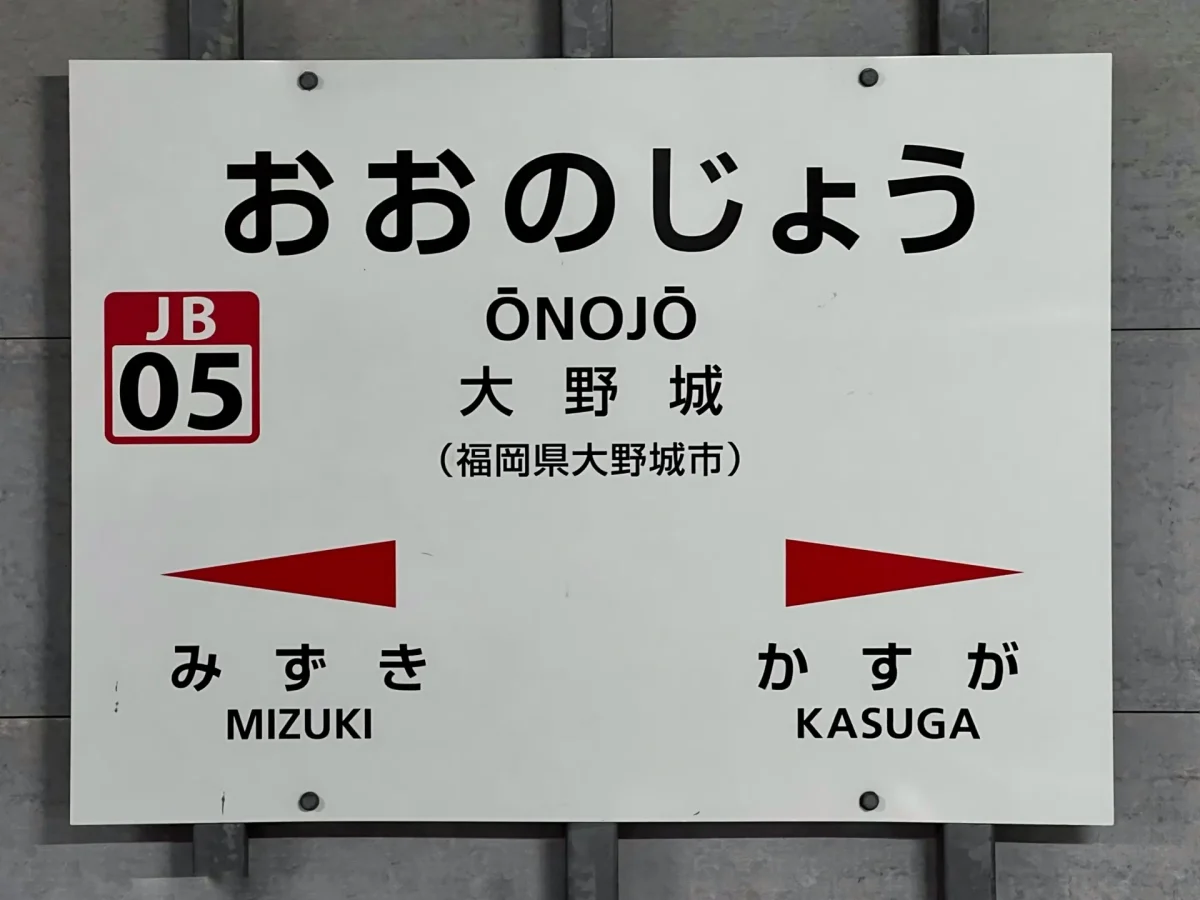 おおのじょう
JB
05
ŌNOJŌ
大野城
（福岡県大野城市）
みずき
MIZUKI
かすが
KASUGA